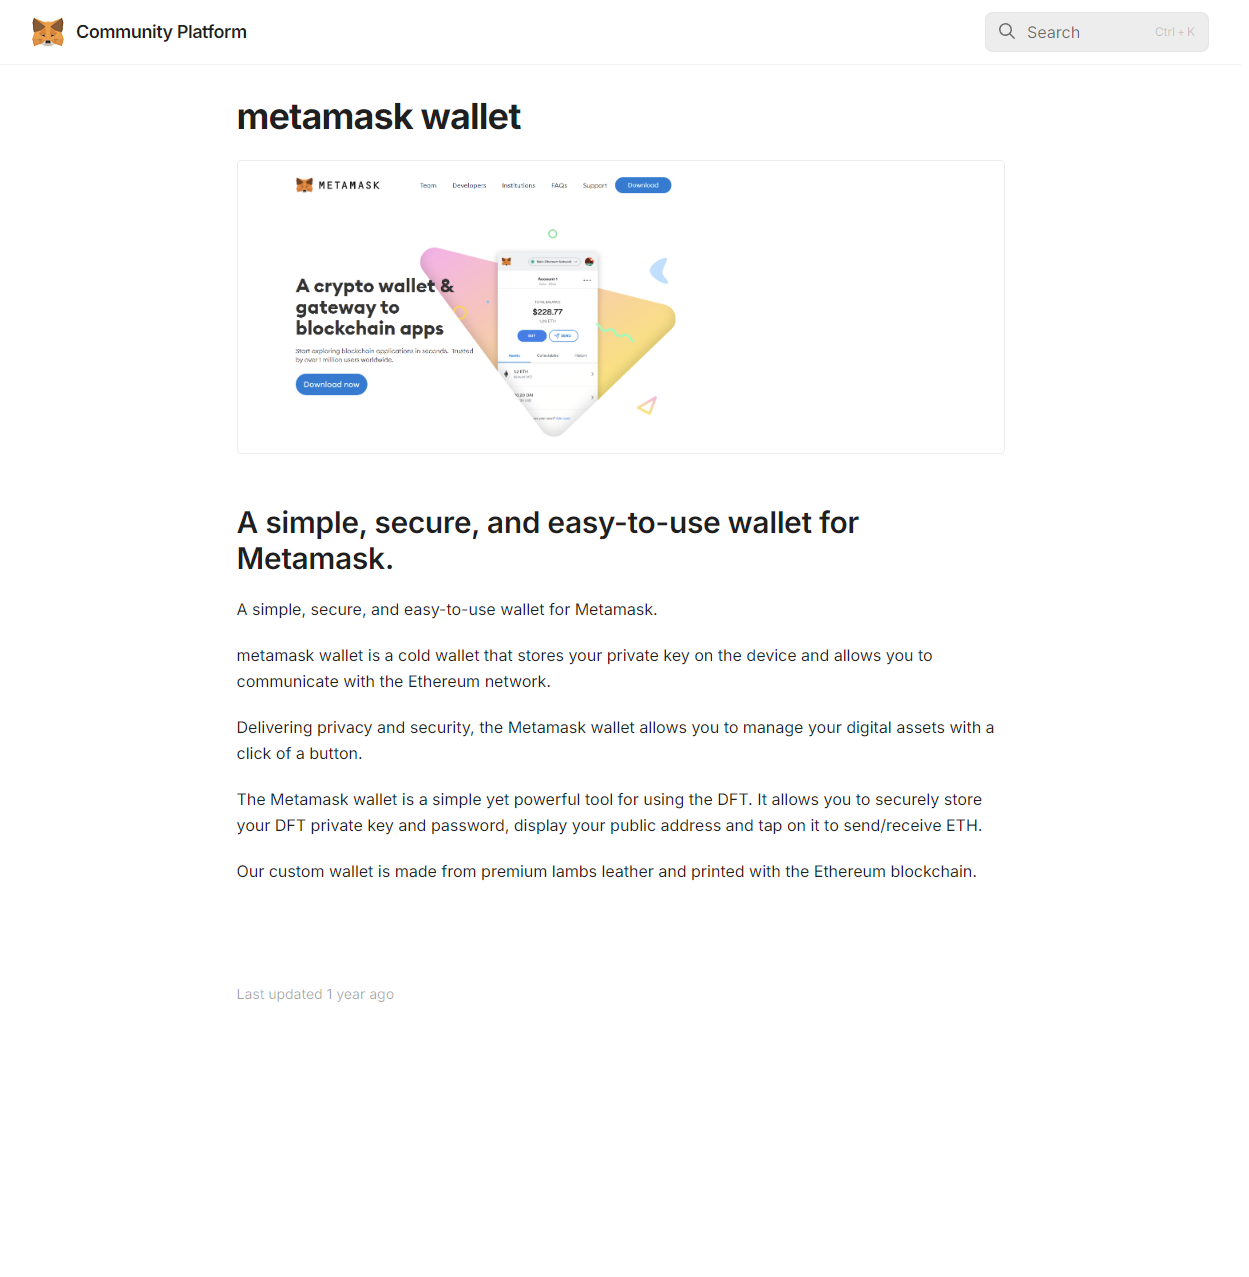 Community Platform
Search
Ctrl + K
metamask wallet
METAMASK
Team
Developers
Institutions
FAQs
Support
Download
A crypto wallet &
gateway to
blockchain apps
Start exploring blockchain applications in seconds. Trusted
by over 1 million users worldwide.
Download now
Main Ethereum Network
Account 1
TOTAL BALANCE
$228.77
Assets
A simple, secure, and easy-to-use wallet for
Metamask.
A simple, secure, and easy-to-use wallet for Metamask.
metamask wallet is a cold wallet that stores your private key on the device and allows you to
communicate with the Ethereum network.
Delivering privacy and security, the Metamask wallet allows you to manage your digital assets with a
click of a button.
The Metamask wallet is a simple yet powerful tool for using the DFT. It allows you to securely store
your DFT private key and password, display your public address and tap on it to send/receive ETH.
Our custom wallet is made from premium lambs leather and printed with the Ethereum blockchain.
Last updated 1 year ago